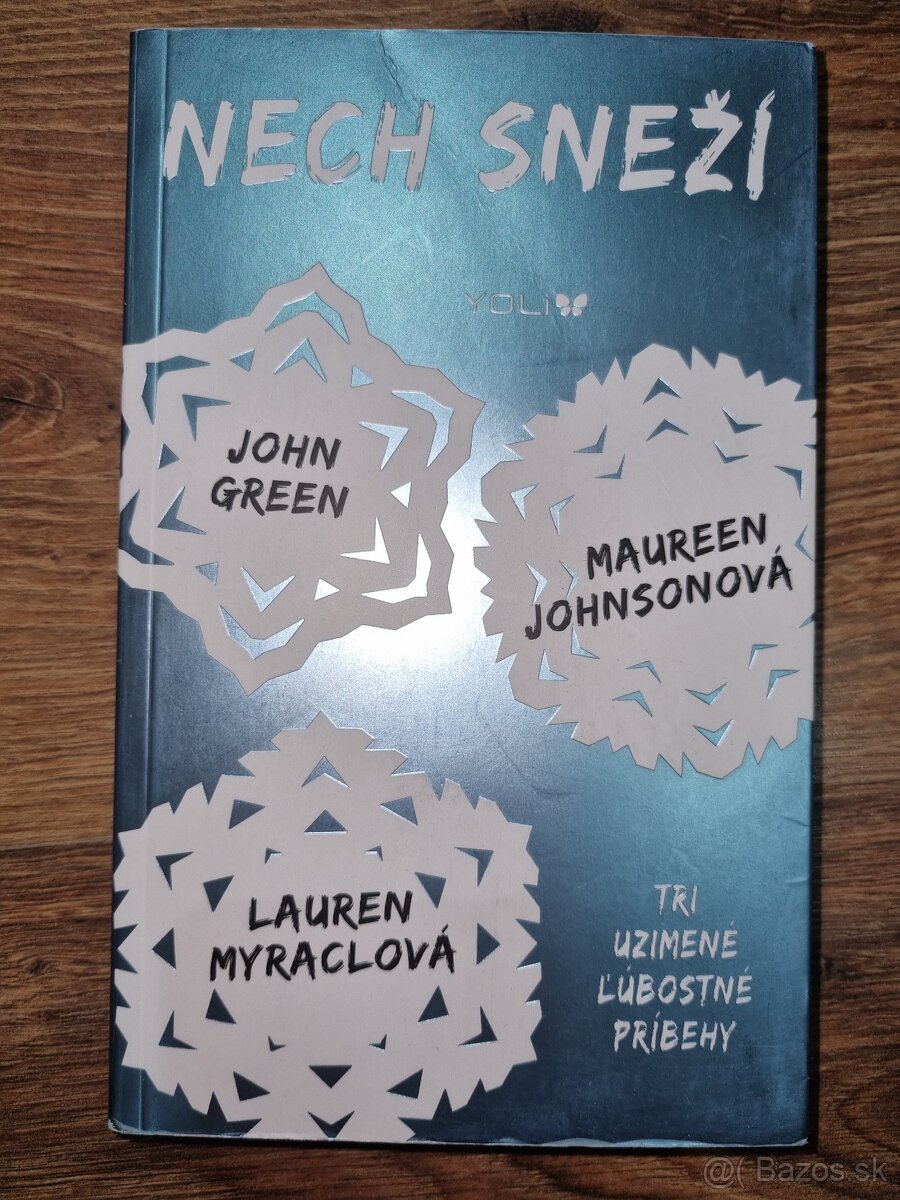 NECH SNEŽÍ
YOLi
JOHN
GREEN
MAUREEN
JOHNSONOVÁ
LAUREN
MYRACLOVÁ
TRI
UZIMENÉ
ĽÚBOSTNÉ
PRÍBEHY
@( Bazos.sk